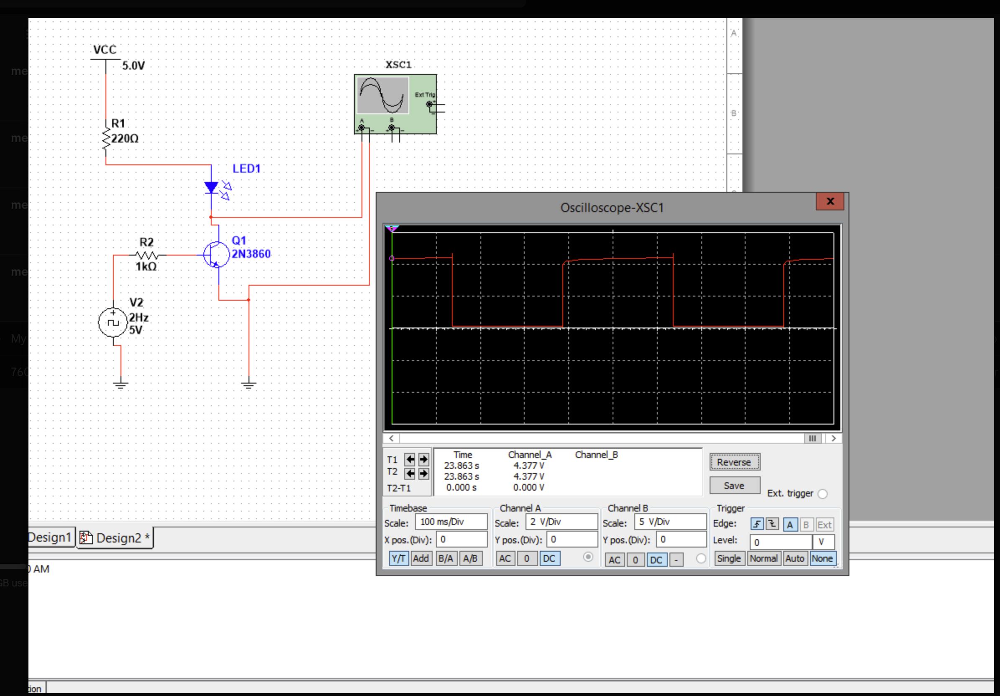 VCC
5.0V
XSC1
Ext Trig
A
B
R1
220Ω
LED1
R2
1kΩ
Q1
2N3860
V2
2Hz
5V
A
B
me
me
me
me
My
760
Oscilloscope-XSC1
x
T1
T2
T2-T1
Time Channel_A Channel_B
23.863 s 4.377 V
23.863 s 4.377 V
0.000 s 0.000 V
Reverse
Save
Ext. trigger
Timebase
Scale: 100 ms/Div
X pos.(Div): 0
Y/T Add B/A A/B
Channel A
Scale: 2 V/Div
Y pos.(Div): 0
AC 0 DC
Channel B
Scale: 5 V/Div
Y pos.(Div): 0
AC 0 DC -
Trigger
Edge: A B Ext
Level: 0 V
Single Normal Auto None
Design1 Design2 *
0 AM
GB use
tion